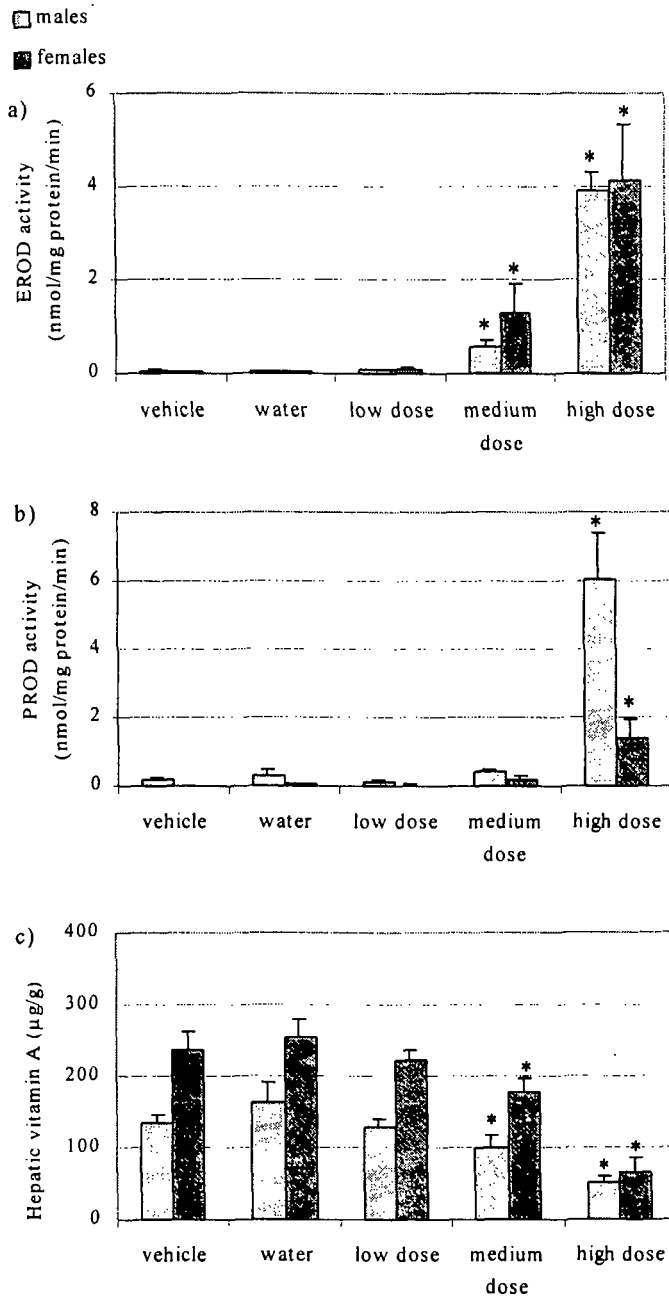 males
females
a)
EROD activity
(nmol/mg protein/min)
6
4
2
0
*
*
*
*
vehicle
water
low dose
medium
dose
high dose
b)
PROD activity
(nmol/mg protein/min)
8
6
4
2
0
*
*
vehicle
water
low dose
medium
dose
high dose
c)
Hepatic vitamin A (µg/g)
400
300
200
100
0
*
*
*
*
vehicle
water
low dose
medium
dose
high dose